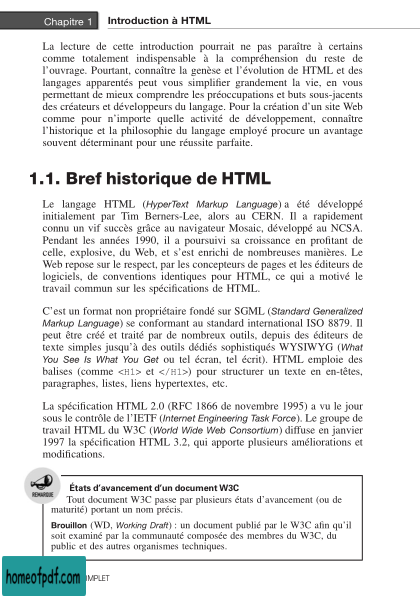 Chapitre 1 Introduction à HTML
La lecture de cette introduction pourrait ne pas paraître à certains
comme totalement indispensable à la compréhension du reste de
l'ouvrage. Pourtant, connaître la genèse et l'évolution de HTML et des
langages apparentés peut vous simplifier grandement la vie, en vous
permettant de mieux comprendre les préoccupations et buts sous-jacents
des créateurs et développeurs du langage. Pour la création d'un site Web
comme pour n'importe quelle activité de développement, connaître
l'historique et la philosophie du langage employé procure un avantage
souvent déterminant pour une réussite parfaite.
1.1. Bref historique de HTML
Le langage HTML (HyperText Markup Language) a été développé
initialement par Tim Berners-Lee, alors au CERN. Il a rapidement
connu un vif succès grâce au navigateur Mosaic, développé au NCSA.
Pendant les années 1990, il a poursuivi sa croissance en profitant de
celle, explosive, du Web, et s'est enrichi de nombreuses manières. Le
Web repose sur le respect, par les concepteurs de pages et les éditeurs de
logiciels, de conventions identiques pour HTML, ce qui a motivé le
travail commun sur les spécifications de HTML.
C'est un format non propriétaire fondé sur SGML (Standard Generalized
Markup Language) se conformant au standard international ISO 8879. Il
peut être créé et traité par de nombreux outils, depuis des éditeurs de
texte simples jusqu'à des outils dédiés sophistiqués WYSIWYG (What
You See Is What You Get ou tel écran, tel écrit). HTML emploie des
balises (comme <H1> et </H1>) pour structurer un texte en en-têtes,
paragraphes, listes, liens hypertextes, etc.
La spécification HTML 2.0 (RFC 1866 de novembre 1995) a vu le jour
sous le contrôle de l'IETF (Internet Engineering Task Force). Le groupe de
travail HTML du W3C (World Wide Web Consortium) diffuse en janvier
1997 la spécification HTML 3.2, qui apporte plusieurs améliorations et
modifications.
REMARQUE
États d'avancement d'un document W3C
Tout document W3C passe par plusieurs états d'avancement (ou de
maturité) portant un nom précis.
Brouillon (WD, Working Draft) : un document publié par le W3C afin qu'il
soit examiné par la communauté composée des membres du W3C, du
public et des autres organismes techniques.
homeofpdf.com MPLET